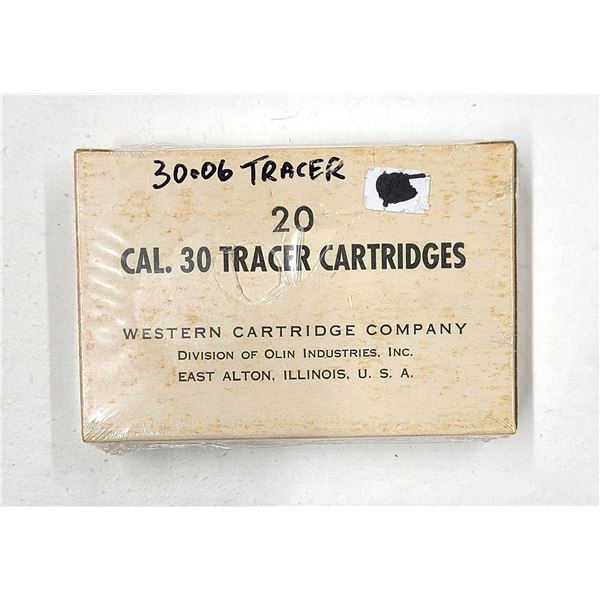 30.06 TRACER
20
CAL. 30 TRACER CARTRIDGES
WESTERN CARTRIDGE COMPANY
DIVISION OF OLIN INDUSTRIES, INC.
EAST ALTON, ILLINOIS, U. S. A.